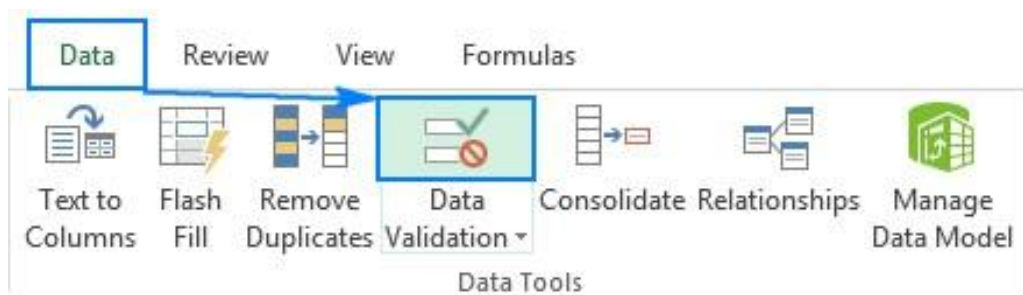 Data Review View Formulas
Text to Flash Remove Data Consolidate Relationships Manage
Columns Fill Duplicates Validation Data Model
Data Tools